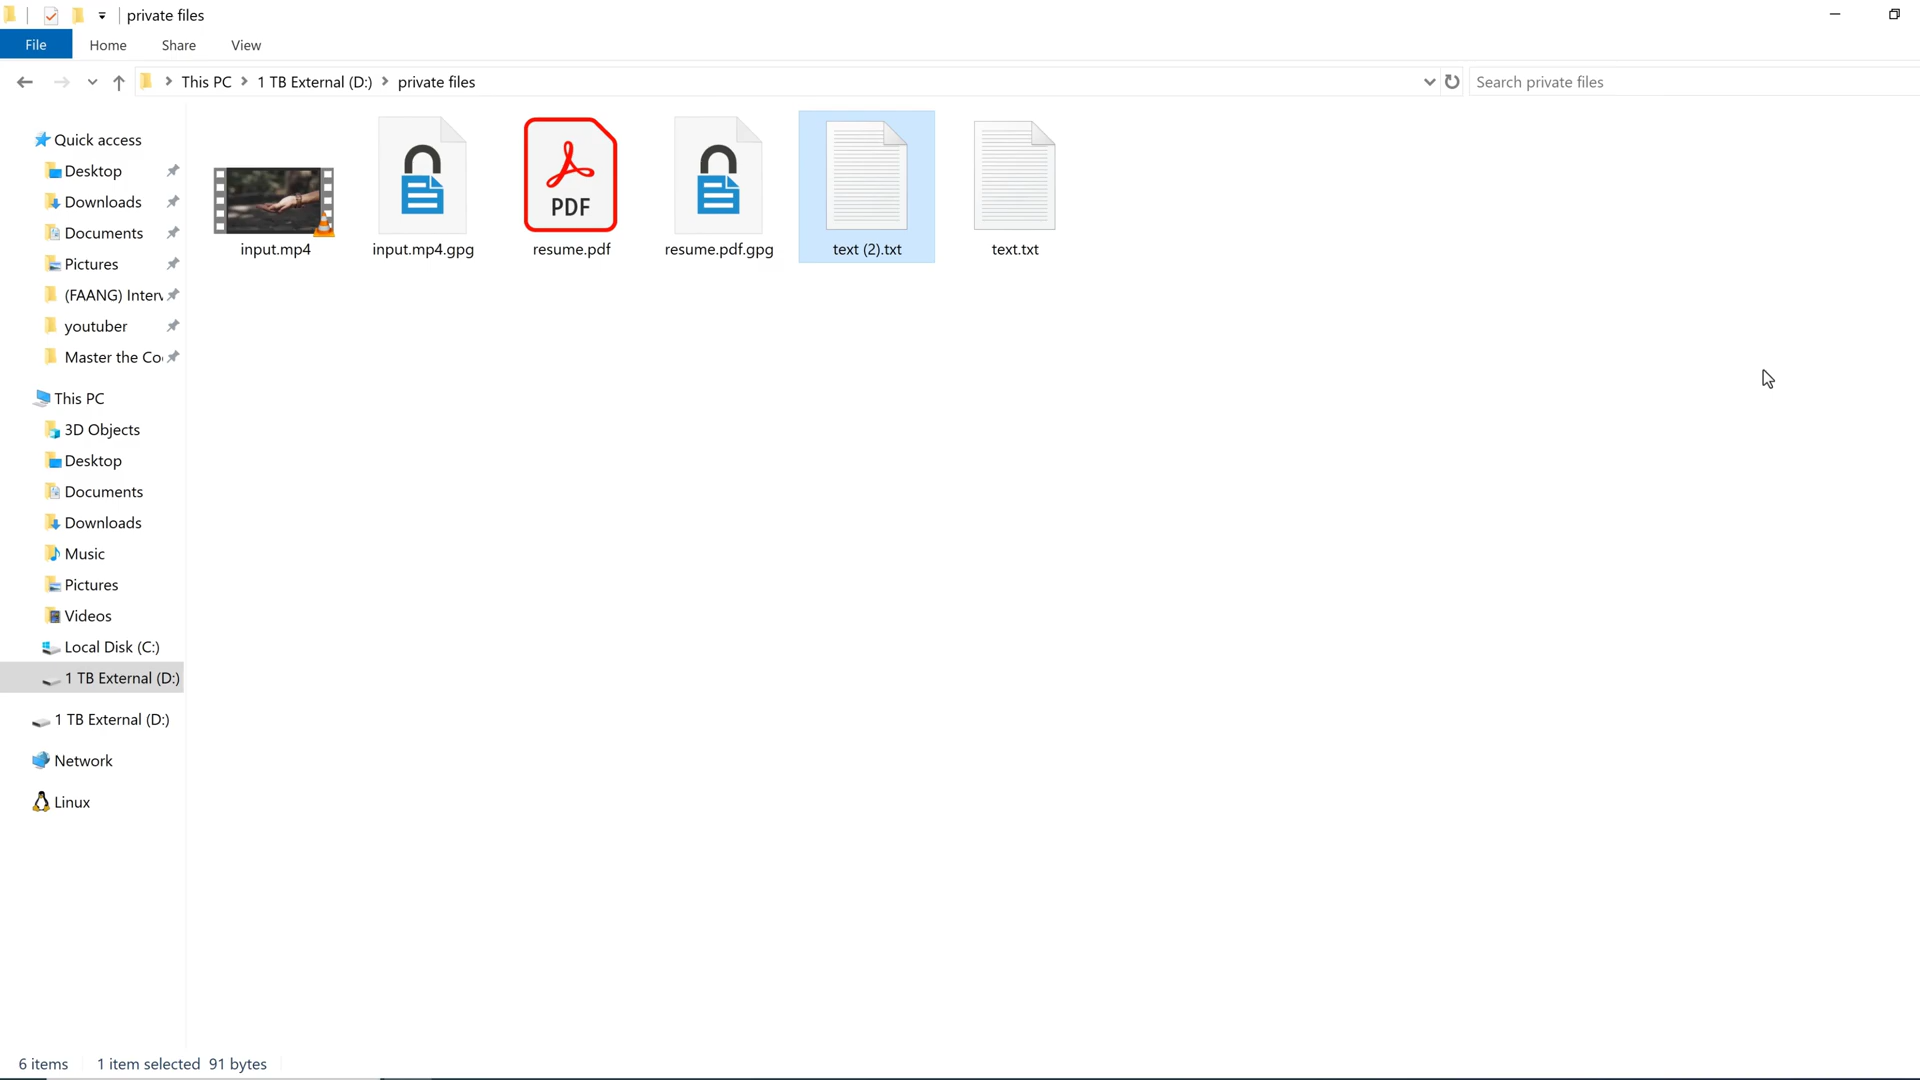 private files
File Home Share View
This PC 1 TB External (D:) private files
Search private files
Quick access
Desktop
Downloads
Documents
Pictures
(FAANG) Interv
youtuber
Master the Co
This PC
3D Objects
Desktop
Documents
Downloads
Music
Pictures
Videos
Local Disk (C:)
1 TB External (D:)
1 TB External (D:)
Network
Linux
PDF
input.mp4 input.mp4.gpg resume.pdf resume.pdf.gpg text (2).txt text.txt
6 items 1 item selected 91 bytes